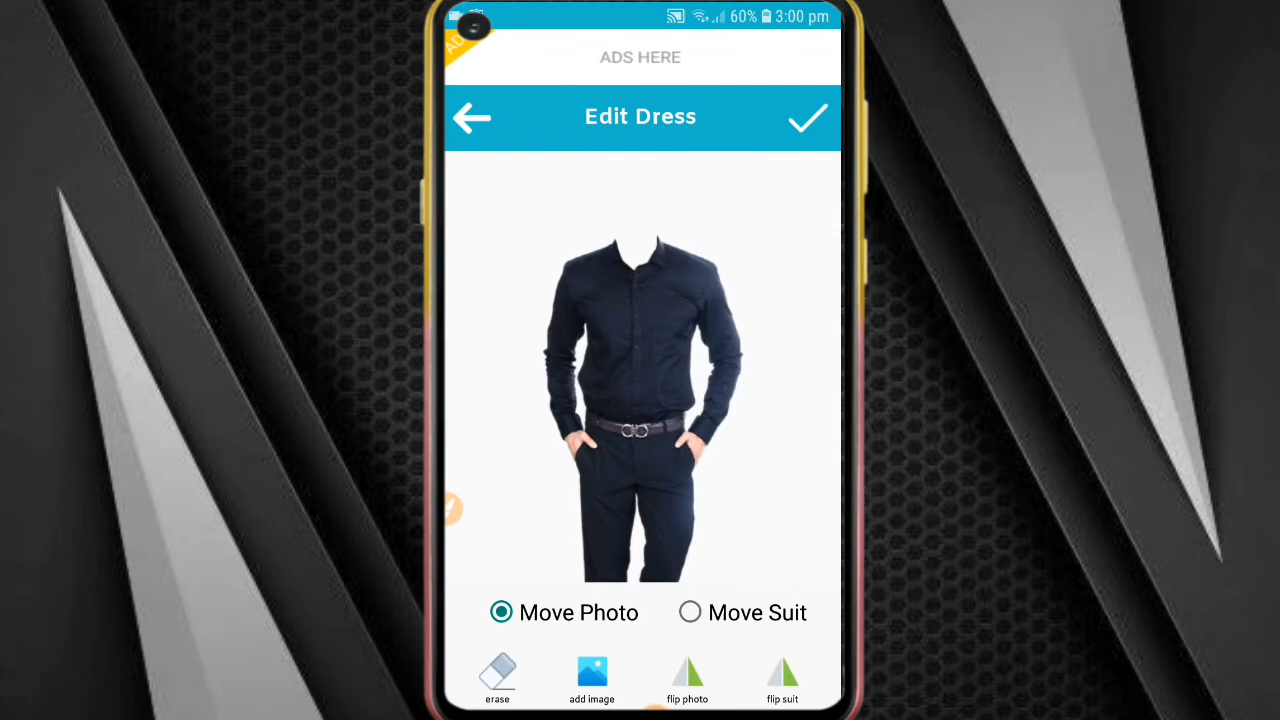 60% 3:00 pm
AD
ADS HERE
Edit Dress
Move Photo Move Suit
erase add image flip photo flip suit